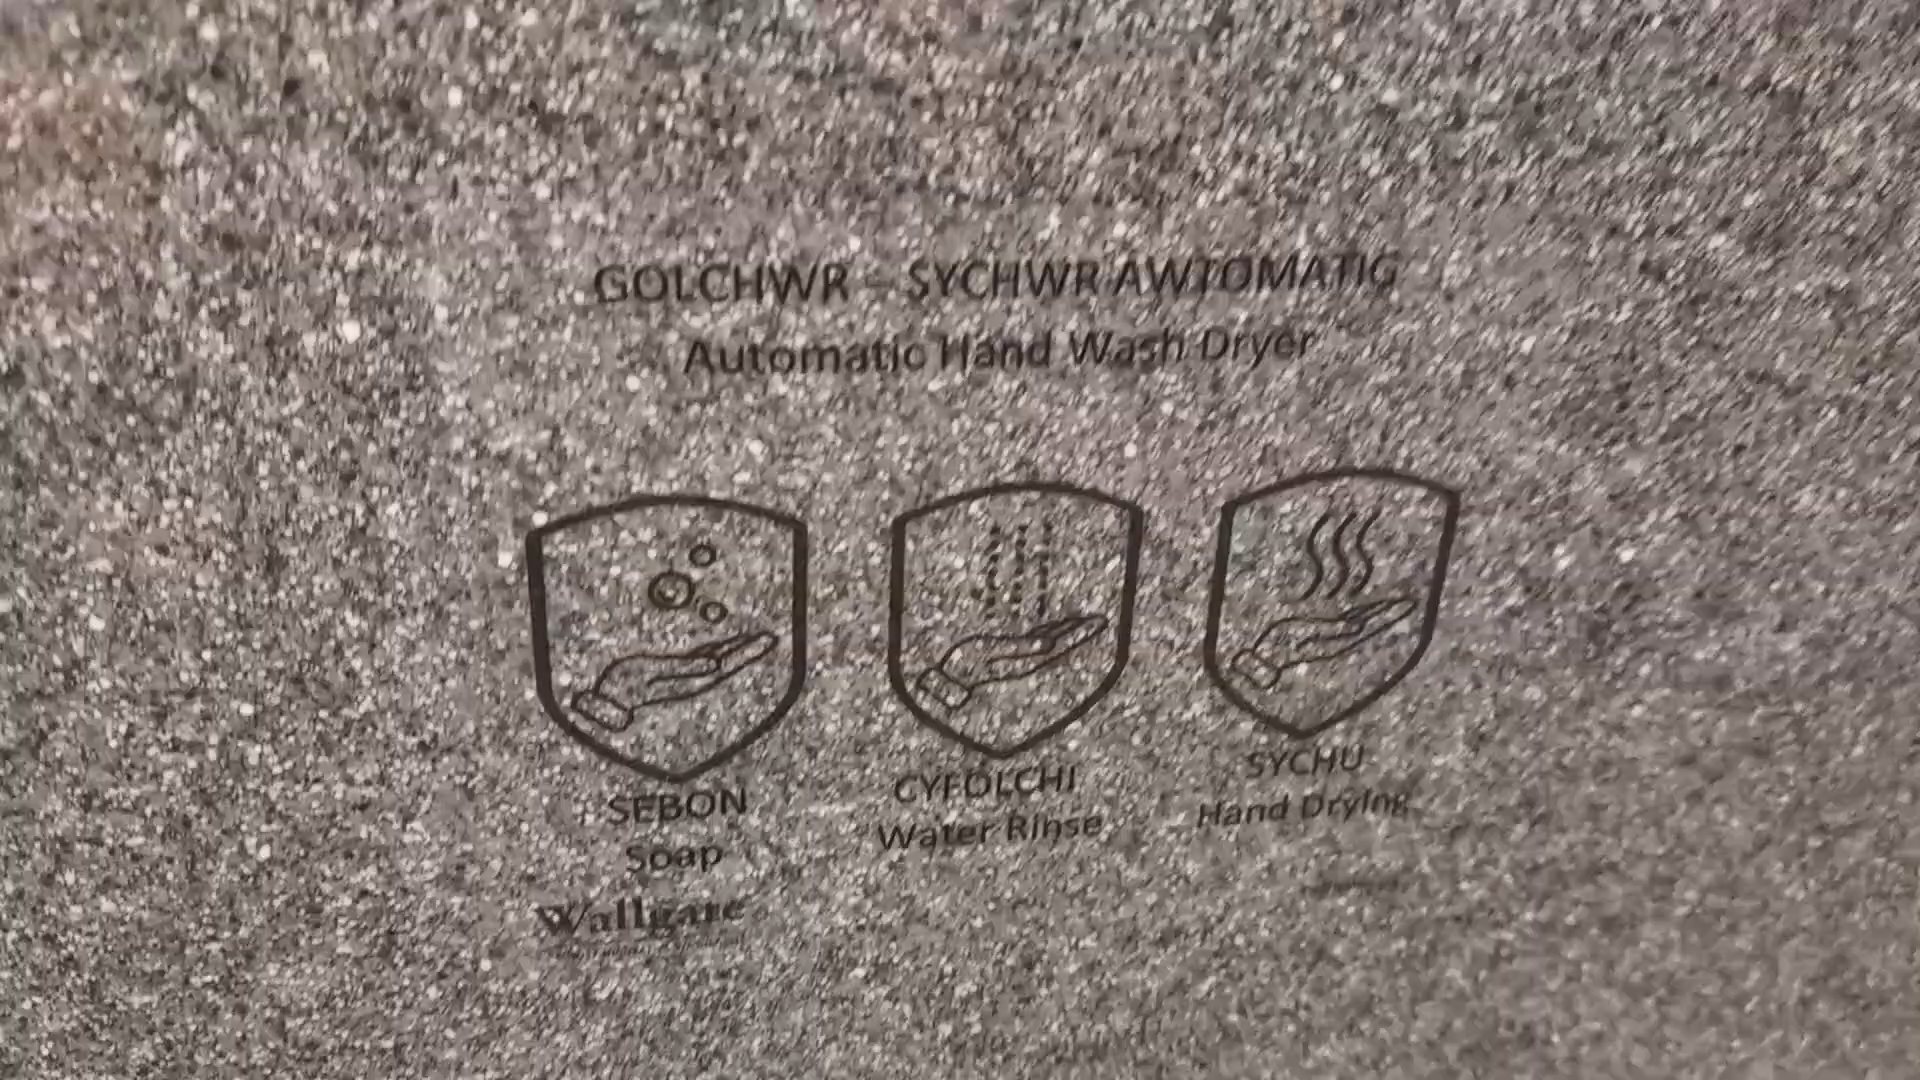 GOLCHWR - SYCHWR AWTOMATIG
Automatic Hand Wash Dryer
SEBON
Soap
CYFOLCHI
Water Rinse
SYCHU
Hand Drying
Wallgate